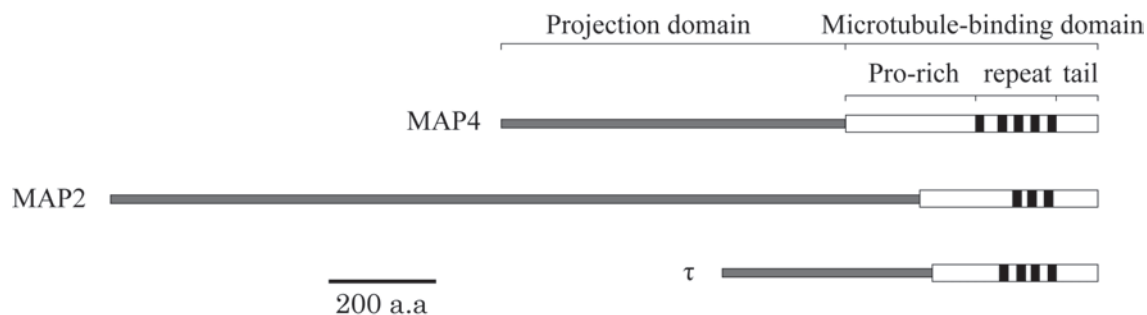 Projection domain Microtubule-binding domain
Pro-rich repeat tail
MAP4
MAP2
τ
200 a.a